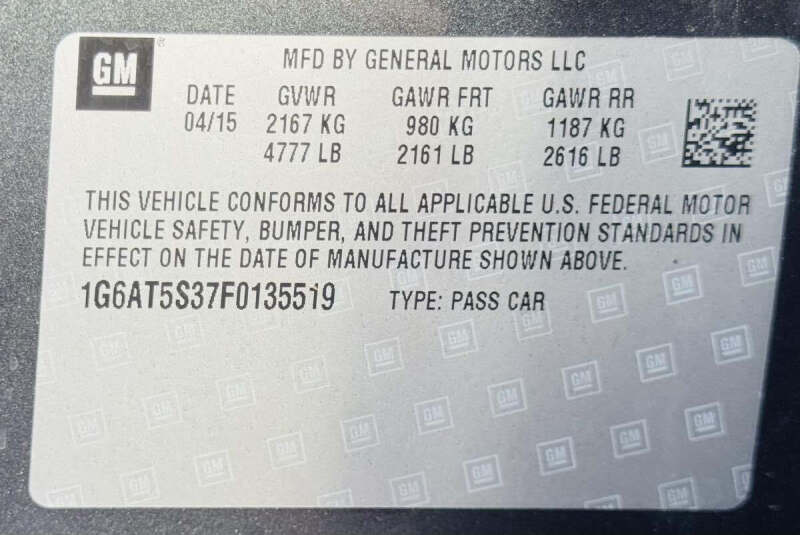 GM ® MFD BY GENERAL MOTORS LLC
DATE GVWR GAWR FRT GAWR RR
04/15 2167 KG 980 KG 1187 KG
4777 LB 2161 LB 2616 LB
THIS VEHICLE CONFORMS TO ALL APPLICABLE U.S. FEDERAL MOTOR
VEHICLE SAFETY, BUMPER, AND THEFT PREVENTION STANDARDS IN
EFFECT ON THE DATE OF MANUFACTURE SHOWN ABOVE.
1G6AT5S37F0135519 TYPE: PASS CAR